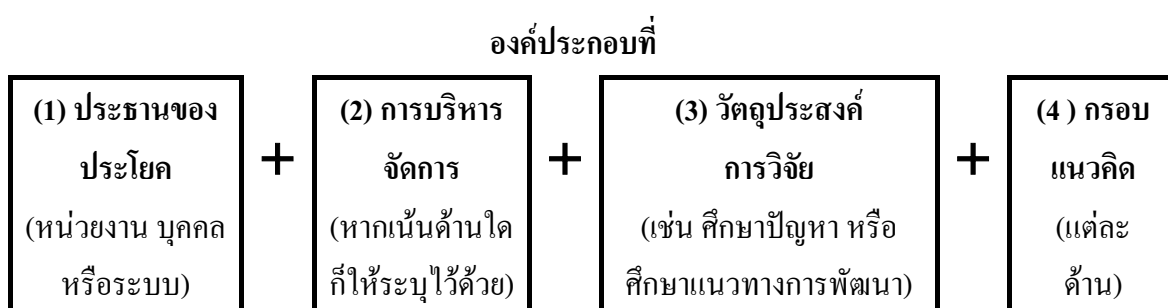 องค์ประกอบที่
(1) ประธานของ
ประโยค
(หน่วยงาน บุคคล
หรือระบบ)
+
(2) การบริหาร
จัดการ
(หากเน้นด้านใด
ก็ให้ระบุไว้ด้วย)
+
(3) วัตถุประสงค์
การวิจัย
(เช่น ศึกษาปัญหา หรือ
ศึกษาแนวทางการพัฒนา)
+
(4 ) กรอบ
แนวคิด
(แต่ละ
ด้าน)